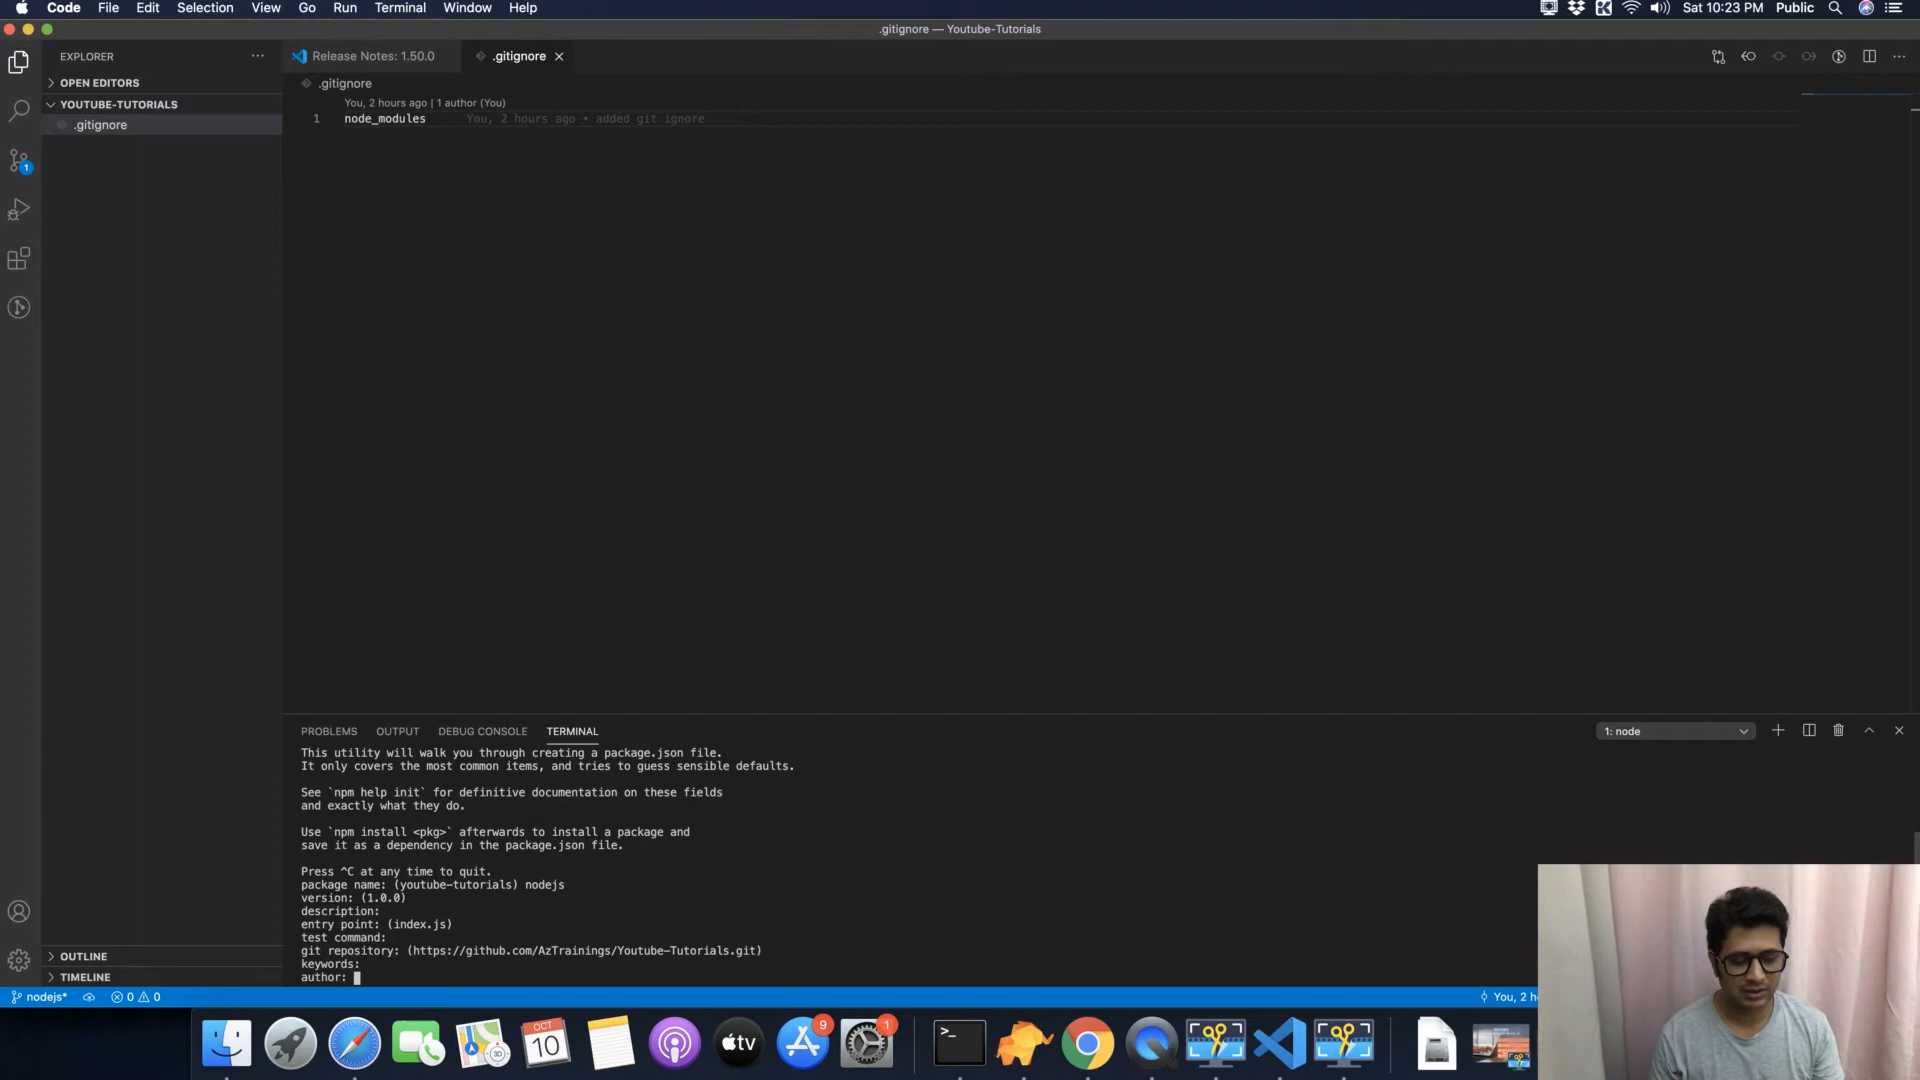 Code File Edit Selection View Go Run Terminal Window Help Sat 10:23 PM Public
.gitignore — Youtube-Tutorials
EXPLORER
Release Notes: 1.50.0
.gitignore
OPEN EDITORS
YOUTUBE-TUTORIALS
.gitignore
.gitignore
You, 2 hours ago | 1 author (You)
1 node_modules You, 2 hours ago • added git ignore
1
PROBLEMS OUTPUT DEBUG CONSOLE TERMINAL
1: node
This utility will walk you through creating a package.json file.
It only covers the most common items, and tries to guess sensible defaults.
See `npm help init` for definitive documentation on these fields
and exactly what they do.
Use `npm install <pkg>` afterwards to install a package and
save it as a dependency in the package.json file.
Press ^C at any time to quit.
package name: (youtube-tutorials) nodejs
version: (1.0.0)
description:
entry point: (index.js)
test command:
git repository: (https://github.com/AzTrainings/Youtube-Tutorials.git)
keywords:
author:
OUTLINE
TIMELINE
nodejs* 0 0
You, 2 h
OCT
10
3D
tv
9
1
>_